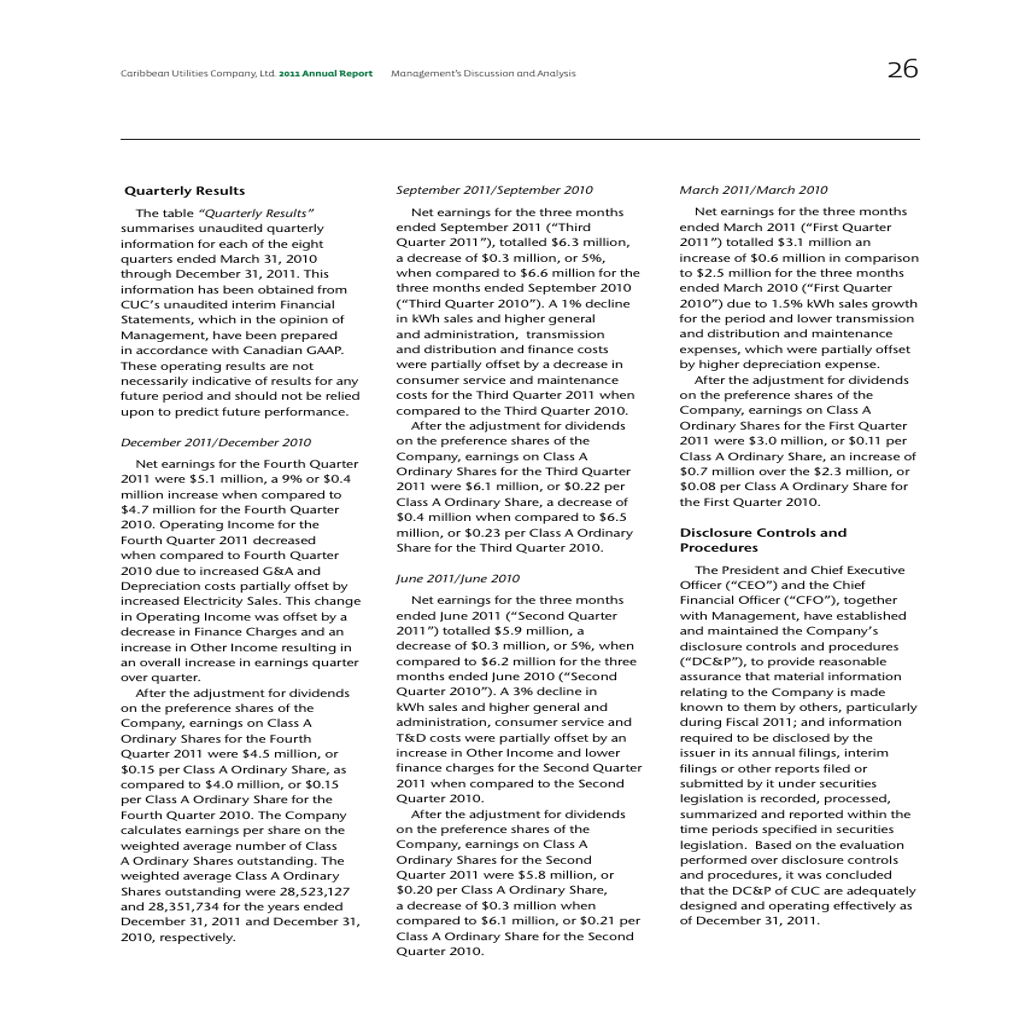 Caribbean Utilities Company, Ltd. 2011 Annual Report Management's Discussion and Analysis
26
Quarterly Results
The table "Quarterly Results"
summarises unaudited quarterly
information for each of the eight
quarters ended March 31, 2010
through December 31, 2011. This
information has been obtained from
CUC's unaudited interim Financial
Statements, which in the opinion of
Management, have been prepared
in accordance with Canadian GAAP.
These operating results are not
necessarily indicative of results for any
future period and should not be relied
upon to predict future performance.
December 2011/December 2010
Net earnings for the Fourth Quarter
2011 were $5.1 million, a 9% or $0.4
million increase when compared to
$4.7 million for the Fourth Quarter
2010. Operating Income for the
Fourth Quarter 2011 decreased
when compared to Fourth Quarter
2010 due to increased G&A and
Depreciation costs partially offset by
increased Electricity Sales. This change
in Operating Income was offset by a
decrease in Finance Charges and an
increase in Other Income resulting in
an overall increase in earnings quarter
over quarter.
After the adjustment for dividends
on the preference shares of the
Company, earnings on Class A
Ordinary Shares for the Fourth
Quarter 2011 were $4.5 million, or
$0.15 per Class A Ordinary Share, as
compared to $4.0 million, or $0.15
per Class A Ordinary Share for the
Fourth Quarter 2010. The Company
calculates earnings per share on the
weighted average number of Class
A Ordinary Shares outstanding. The
weighted average Class A Ordinary
Shares outstanding were 28,523,127
and 28,351,734 for the years ended
December 31, 2011 and December 31,
2010, respectively.
September 2011/September 2010
Net earnings for the three months
ended September 2011 ("Third
Quarter 2011"), totalled $6.3 million,
a decrease of $0.3 million, or 5%,
when compared to $6.6 million for the
three months ended September 2010
("Third Quarter 2010"). A 1% decline
in kWh sales and higher general
and administration, transmission
and distribution and finance costs
were partially offset by a decrease in
consumer service and maintenance
costs for the Third Quarter 2011 when
compared to the Third Quarter 2010.
After the adjustment for dividends
on the preference shares of the
Company, earnings on Class A
Ordinary Shares for the Third Quarter
2011 were $6.1 million, or $0.22 per
Class A Ordinary Share, a decrease of
$0.4 million when compared to $6.5
million, or $0.23 per Class A Ordinary
Share for the Third Quarter 2010.
June 2011/June 2010
Net earnings for the three months
ended June 2011 ("Second Quarter
2011") totalled $5.9 million, a
decrease of $0.3 million, or 5%, when
compared to $6.2 million for the three
months ended June 2010 ("Second
Quarter 2010"). A 3% decline in
kWh sales and higher general and
administration, consumer service and
T&D costs were partially offset by an
increase in Other Income and lower
finance charges for the Second Quarter
2011 when compared to the Second
Quarter 2010.
After the adjustment for dividends
on the preference shares of the
Company, earnings on Class A
Ordinary Shares for the Second
Quarter 2011 were $5.8 million, or
$0.20 per Class A Ordinary Share,
a decrease of $0.3 million when
compared to $6.1 million, or $0.21 per
Class A Ordinary Share for the Second
Quarter 2010.
March 2011/March 2010
Net earnings for the three months
ended March 2011 ("First Quarter
2011") totalled $3.1 million an
increase of $0.6 million in comparison
to $2.5 million for the three months
ended March 2010 ("First Quarter
2010") due to 1.5% kWh sales growth
for the period and lower transmission
and distribution and maintenance
expenses, which were partially offset
by higher depreciation expense.
After the adjustment for dividends
on the preference shares of the
Company, earnings on Class A
Ordinary Shares for the First Quarter
2011 were $3.0 million, or $0.11 per
Class A Ordinary Share, an increase of
$0.7 million over the $2.3 million, or
$0.08 per Class A Ordinary Share for
the First Quarter 2010.
Disclosure Controls and
Procedures
The President and Chief Executive
Officer ("CEO") and the Chief
Financial Officer ("CFO"), together
with Management, have established
and maintained the Company's
disclosure controls and procedures
("DC&P"), to provide reasonable
assurance that material information
relating to the Company is made
known to them by others, particularly
during Fiscal 2011; and information
required to be disclosed by the
issuer in its annual filings, interim
filings or other reports filed or
submitted by it under securities
legislation is recorded, processed,
summarized and reported within the
time periods specified in securities
legislation. Based on the evaluation
performed over disclosure controls
and procedures, it was concluded
that the DC&P of CUC are adequately
designed and operating effectively as
of December 31, 2011.